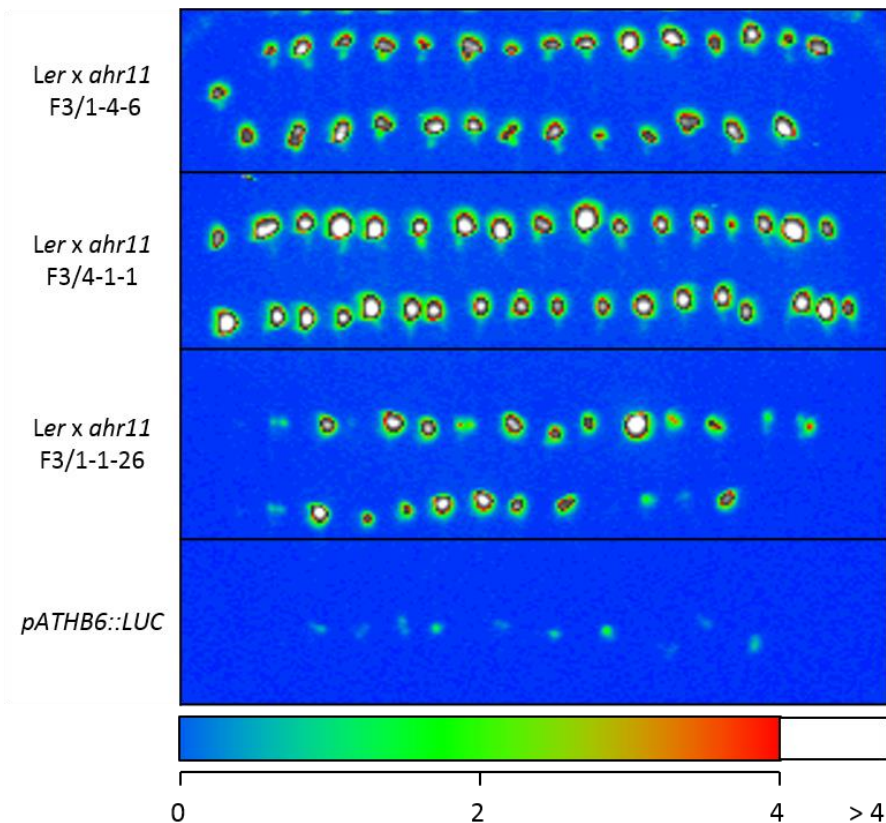 Ler x ahr11
F3/1-4-6
Ler x ahr11
F3/4-1-1
Ler x ahr11
F3/1-1-26
pATHB6::LUC
0 2 4 > 4